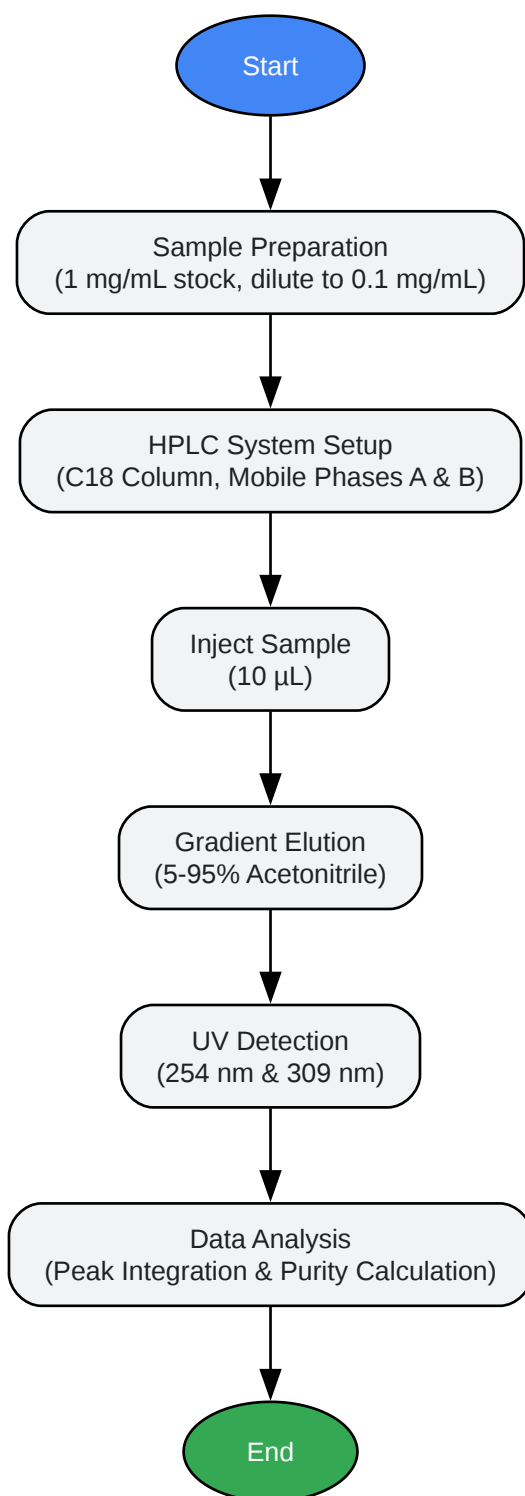 Start
Sample Preparation
(1 mg/mL stock, dilute to 0.1 mg/mL)
HPLC System Setup
(C18 Column, Mobile Phases A & B)
Inject Sample
(10 µL)
Gradient Elution
(5-95% Acetonitrile)
UV Detection
(254 nm & 309 nm)
Data Analysis
(Peak Integration & Purity Calculation)
End